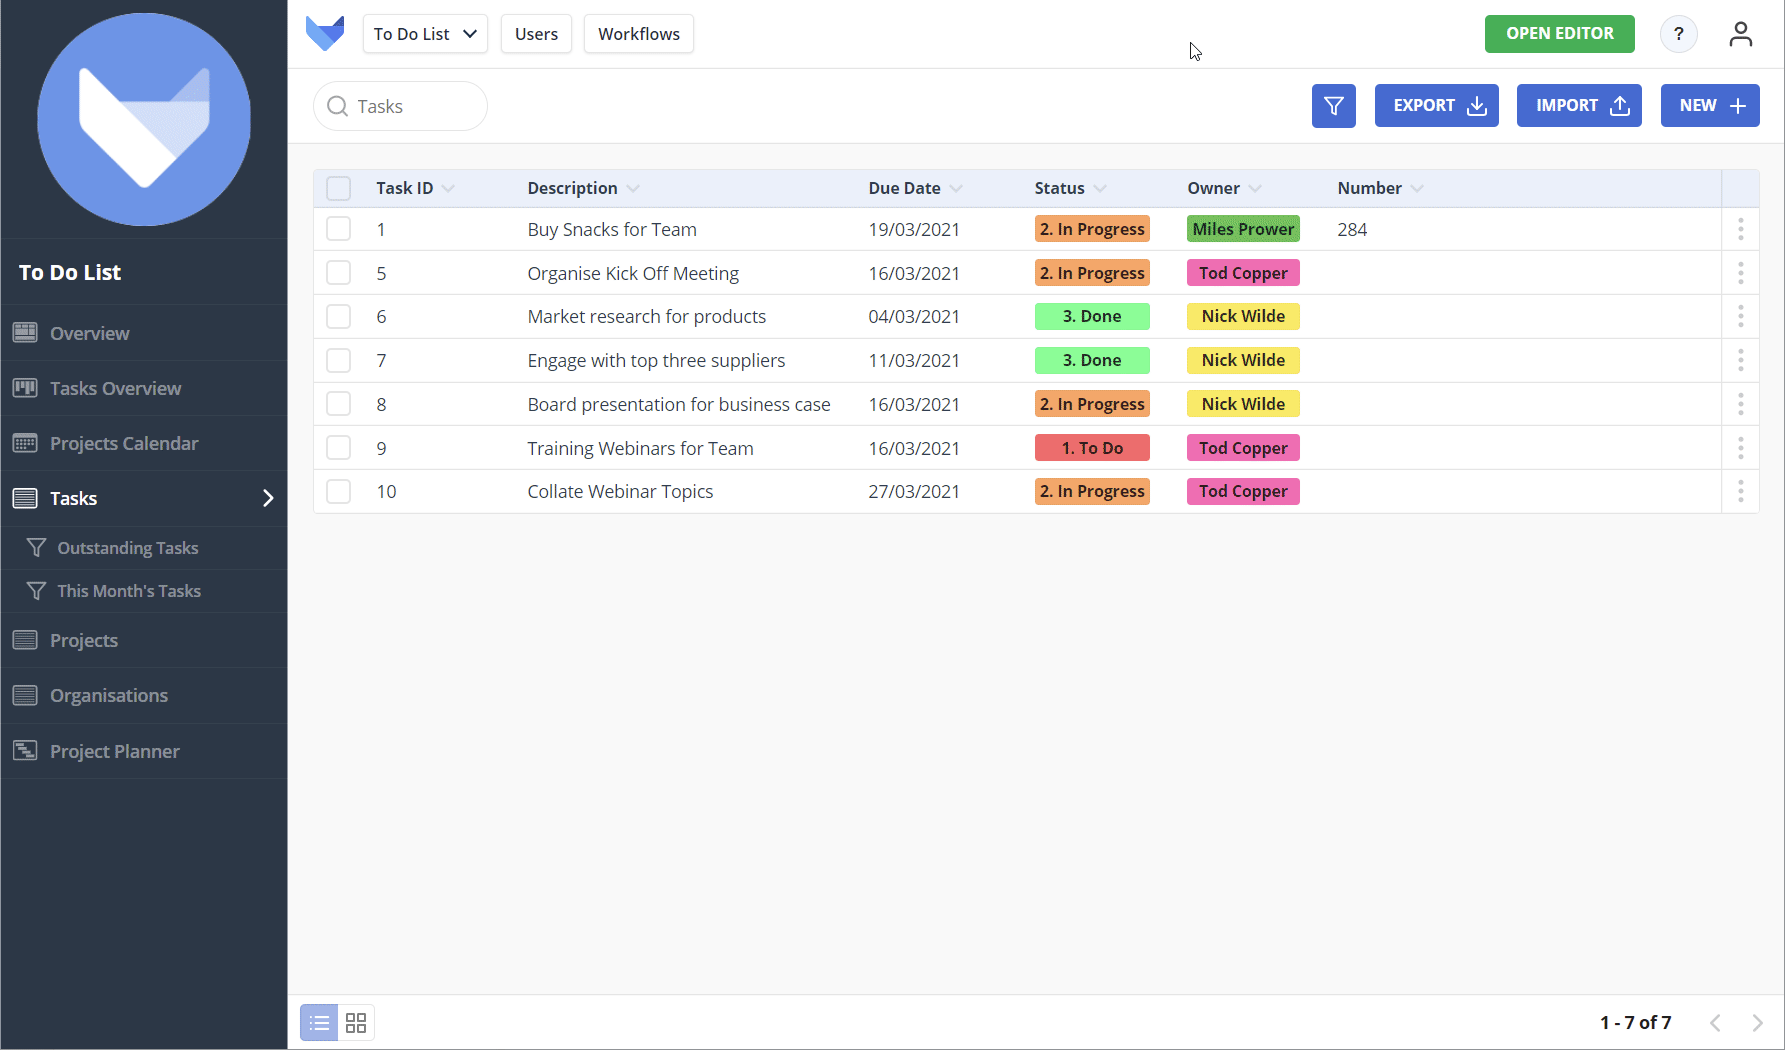 To Do List Users Workflows OPEN EDITOR ?
Tasks EXPORT IMPORT NEW
To Do List
Overview
Tasks Overview
Projects Calendar
Tasks
Outstanding Tasks
This Month's Tasks
Projects
Organisations
Project Planner
Task ID Description Due Date Status Owner Number
1 Buy Snacks for Team 19/03/2021 2. In Progress Miles Prower 284
5 Organise Kick Off Meeting 16/03/2021 2. In Progress Tod Copper
6 Market research for products 04/03/2021 3. Done Nick Wilde
7 Engage with top three suppliers 11/03/2021 3. Done Nick Wilde
8 Board presentation for business case 16/03/2021 2. In Progress Nick Wilde
9 Training Webinars for Team 16/03/2021 1. To Do Tod Copper
10 Collate Webinar Topics 27/03/2021 2. In Progress Tod Copper
1 - 7 of 7